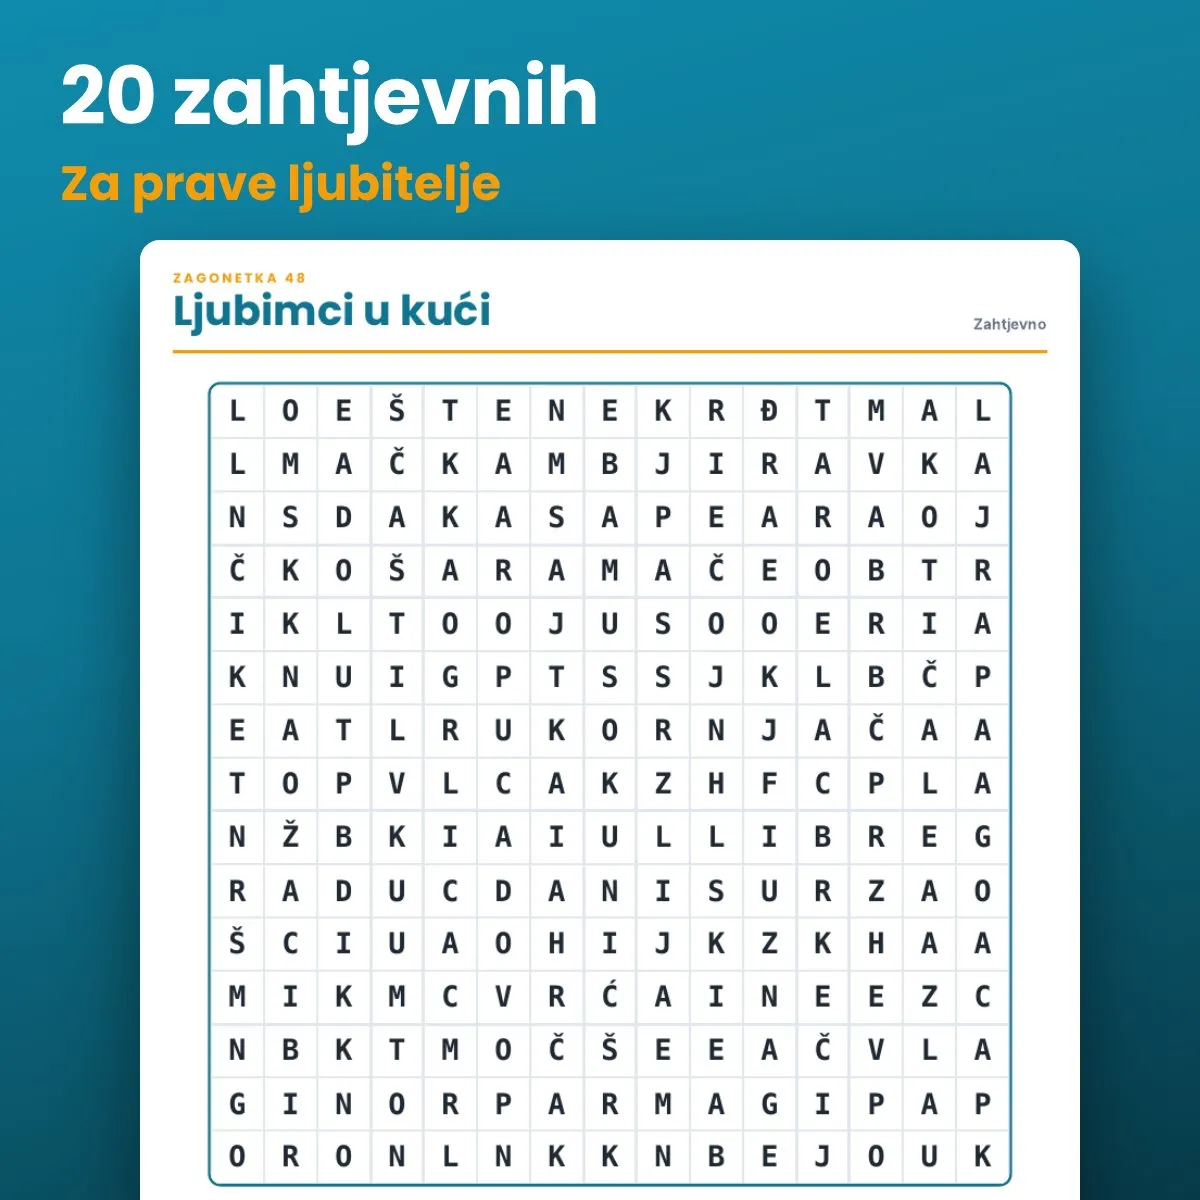 20 zahtjevnih
Za prave ljubitelje
ZAGONETKA 48
Ljubimci u kući
Zahtjevno
L O E Š T E N E K R Đ T M A L
L M A Č K A M B J I R A V K A
N S D A K A S A P E A R A O J
Č K O Š A R A M A Č E O B T R
I K L T O O J U S O O E R I A
K N U I G P T S S J K L B Č P
E A T L R U K O R N J A Č A A
T O P V L C A K Z H F C P L A
N Ž B K I A I U L L I B R E G
R A D U C D A N I S U R Z A O
Š C I U A O H I J K Z K H A A
M I K M C V R Ć A I N E E Z C
N B K T M O Č Š E E A Č V L A
G I N O R P A R M A G I P A P
O R O N L N K K N B E J O U K